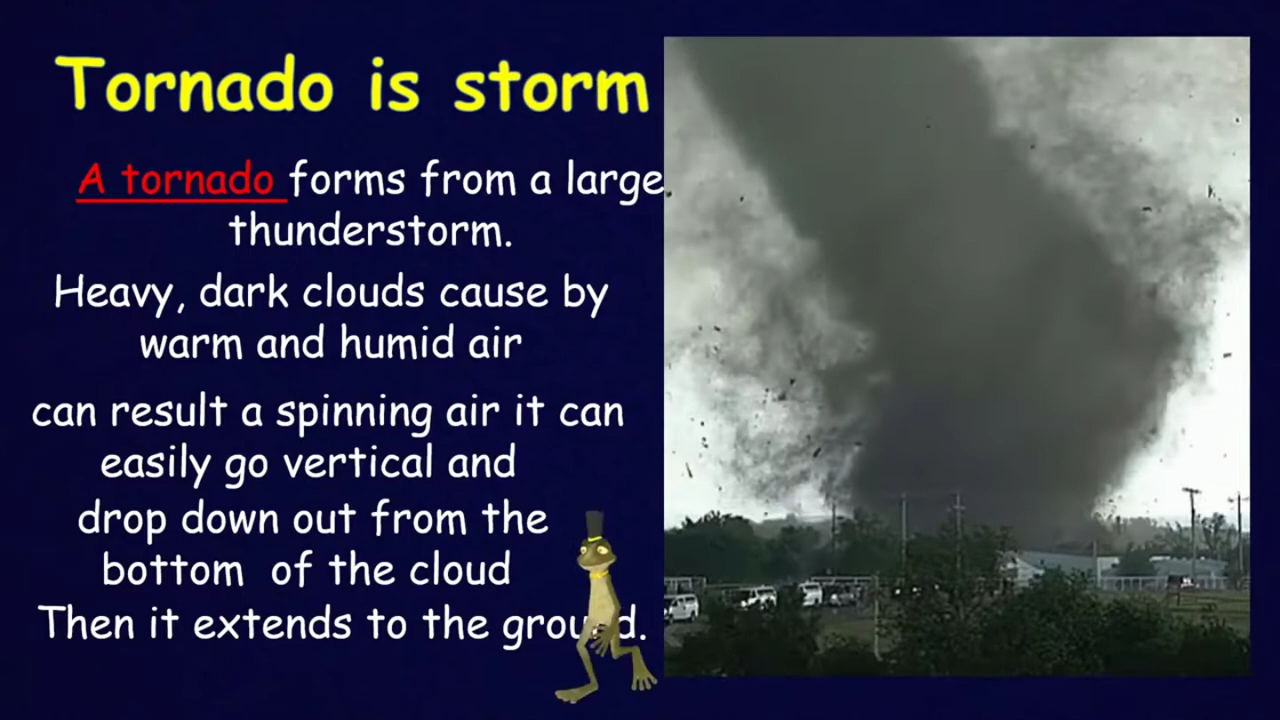 Tornado is storm
A tornado forms from a large
thunderstorm.
Heavy, dark clouds cause by
warm and humid air
can result a spinning air it can
easily go vertical and
drop down out from the
bottom of the cloud
Then it extends to the ground.